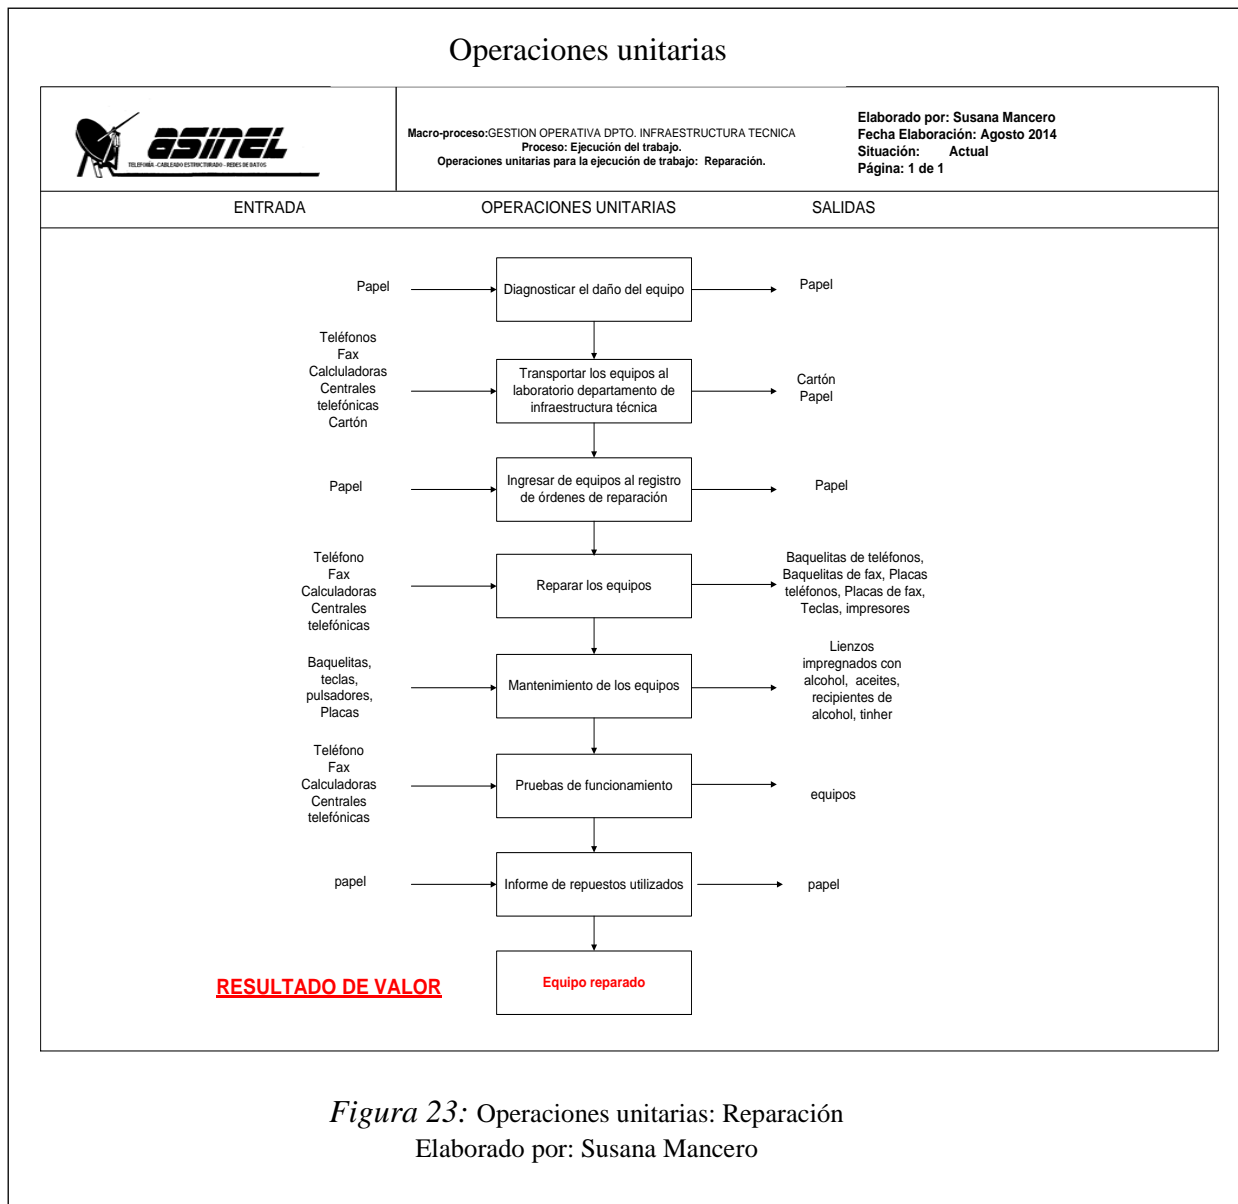 Operaciones unitarias
asinel
TELEFONIA - CABLEADO ESTRUCTURADO - REDES DE DATOS
Macro-proceso:GESTION OPERATIVA DPTO. INFRAESTRUCTURA TECNICA
Proceso: Ejecución del trabajo.
Operaciones unitarias para la ejecución de trabajo: Reparación.
Elaborado por: Susana Mancero
Fecha Elaboración: Agosto 2014
Situación: Actual
Página: 1 de 1
ENTRADA
OPERACIONES UNITARIAS
SALIDAS
Papel
Diagnosticar el daño del equipo
Papel
Teléfonos
Fax
Calcluladoras
Centrales
telefónicas
Cartón
Transportar los equipos al
laboratorio departamento de
infraestructura técnica
Cartón
Papel
Papel
Ingresar de equipos al registro
de órdenes de reparación
Papel
Teléfono
Fax
Calculadoras
Centrales
telefónicas
Reparar los equipos
Baquelitas de teléfonos,
Baquelitas de fax, Placas
teléfonos, Placas de fax,
Teclas, impresores
Baquelitas,
teclas,
pulsadores,
Placas
Mantenimiento de los equipos
Lienzos
impregnados con
alcohol, aceites,
recipientes de
alcohol, tinher
Teléfono
Fax
Calculadoras
Centrales
telefónicas
Pruebas de funcionamiento
equipos
papel
Informe de repuestos utilizados
papel
RESULTADO DE VALOR
Equipo reparado
Figura 23: Operaciones unitarias: Reparación
Elaborado por: Susana Mancero